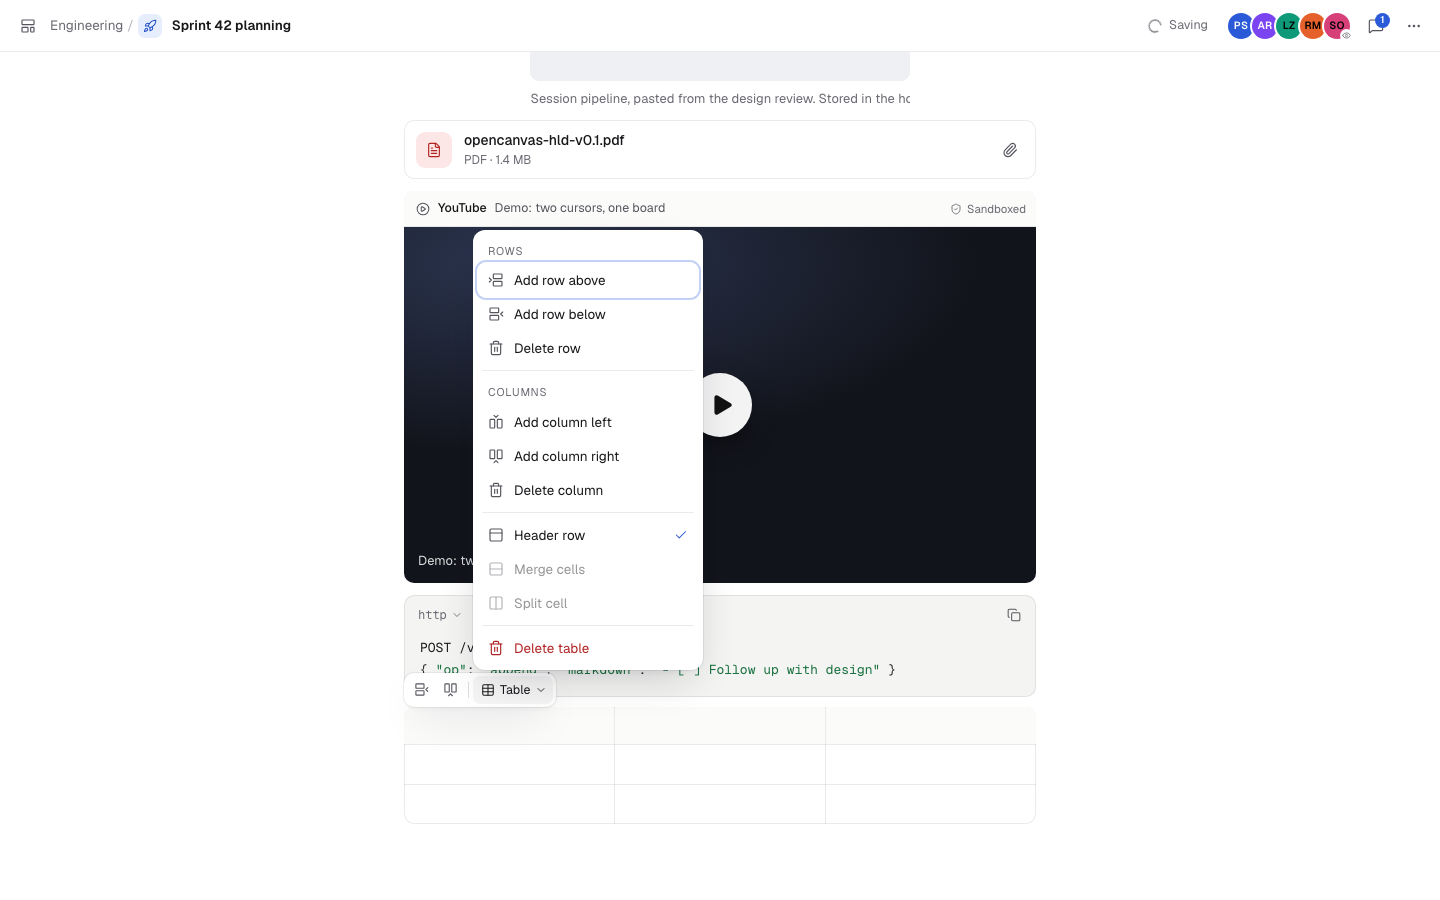 Engineering / Sprint 42 planning
Saving
PS AR LZ RM SO
1
Session pipeline, pasted from the design review. Stored in the
opencanvas-hld-v0.1.pdf
PDF · 1.4 MB
YouTube Demo: two cursors, one board
Sandboxed
ROWS
Add row above
Add row below
Delete row
COLUMNS
Add column left
Add column right
Delete column
Header row
Merge cells
Split cell
Delete table
Demo:
http
POST
{ "op": "append", "markdown": "- [ ] Follow up with design" }
Table